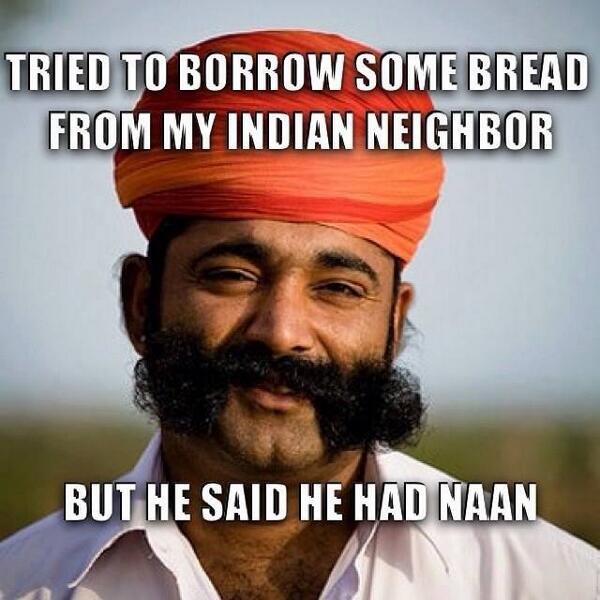 TRIED TO BORROW SOME BREAD
FROM MY INDIAN NEIGHBOR
BUT HE SAID HE HAD NAAN